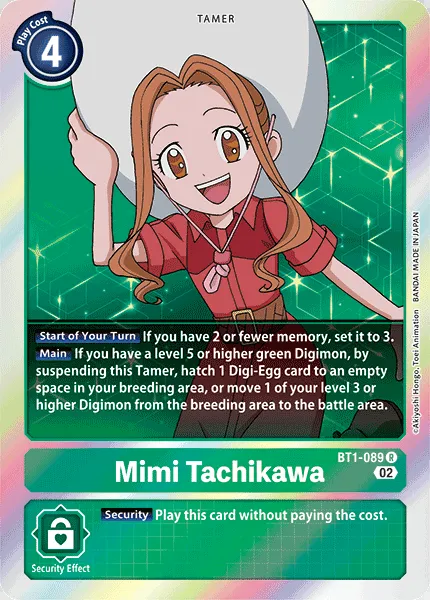 TAMER
Play Cost
4
©Akiyoshi Hongo, Toei Animation BANDAI MADE IN JAPAN
Start of Your Turn If you have 2 or fewer memory, set it to 3.
Main If you have a level 5 or higher green Digimon, by
suspending this Tamer, hatch 1 Digi-Egg card to an empty
space in your breeding area, or move 1 of your level 3 or
higher Digimon from the breeding area to the battle area.
BT1-089 R
Mimi Tachikawa
02
Security Play this card without paying the cost.
Security Effect